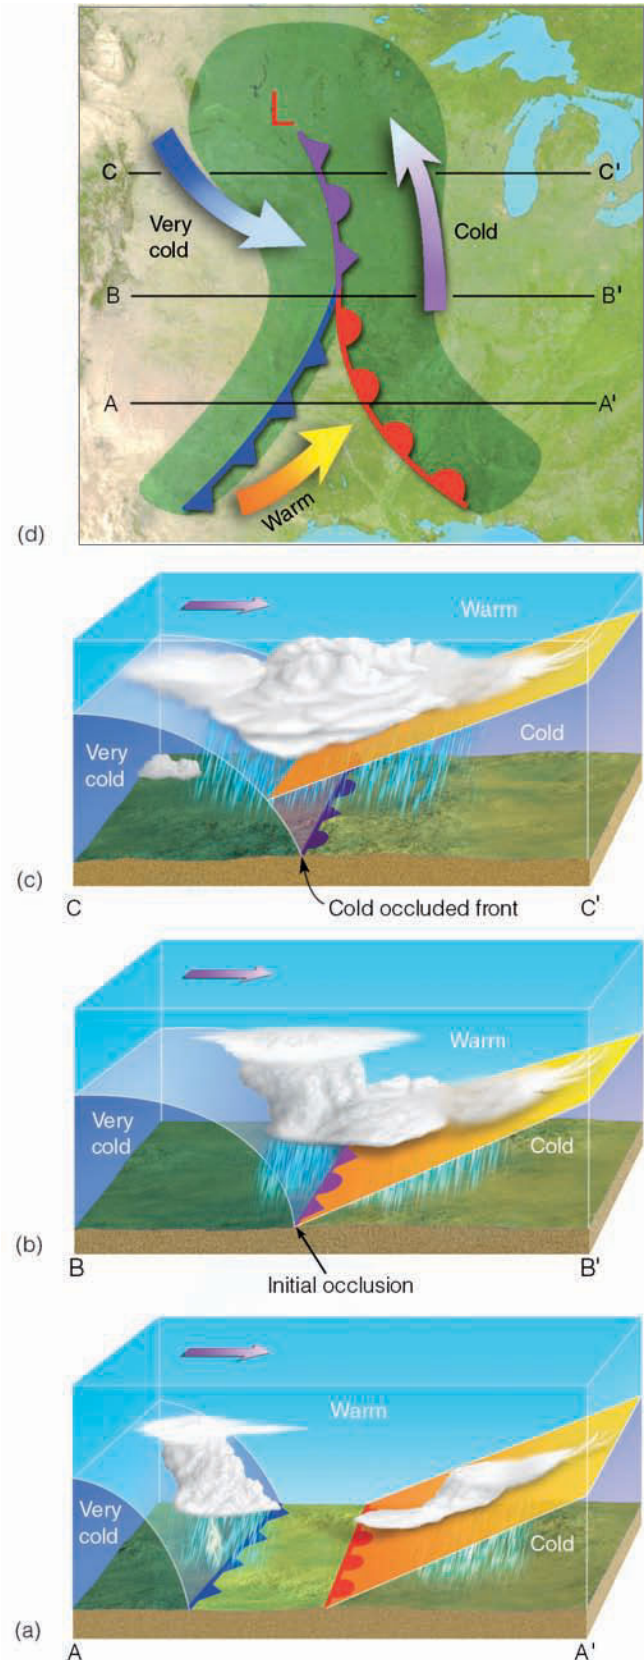 L
C
C'
Very
cold
Cold
B
B'
A
A'
Warm
(d)
Warm
Very
cold
Cold
(c)
C
Cold occluded front
C'
Warm
Very
cold
Cold
(b)
B
Initial occlusion
B'
Warm
Very
cold
Cold
(a)
A
A'